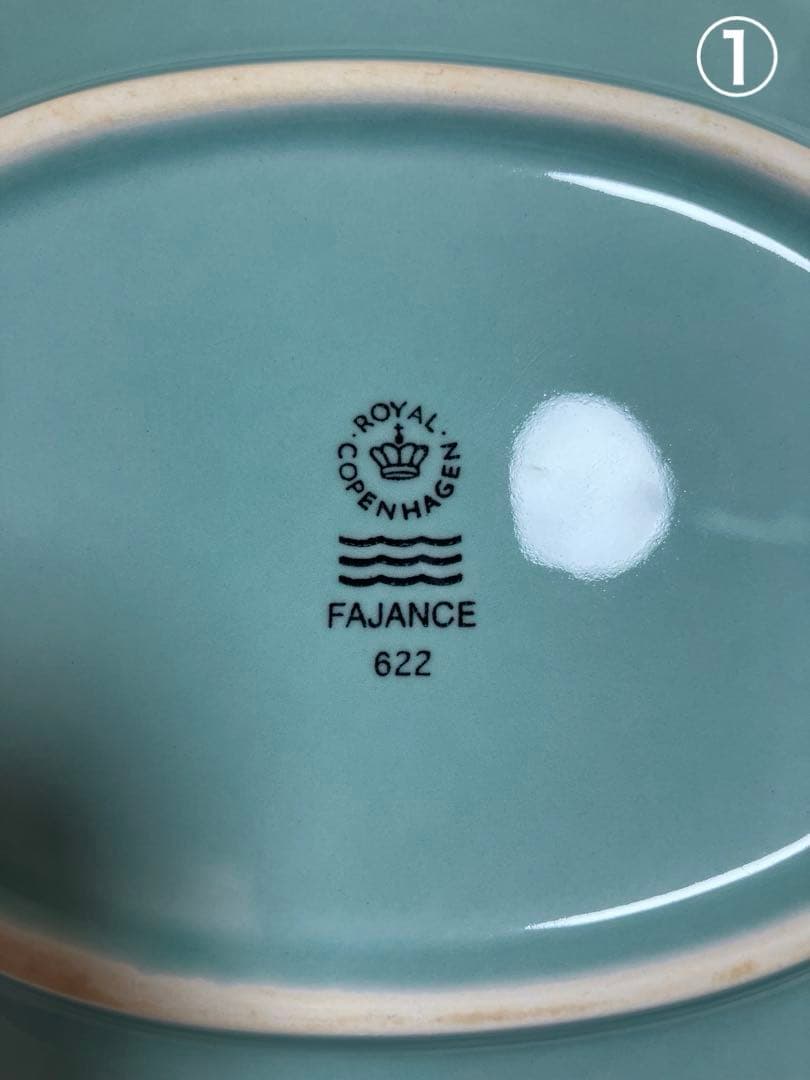 ①
ROYAL
COPENHAGEN
FAJANCE
622